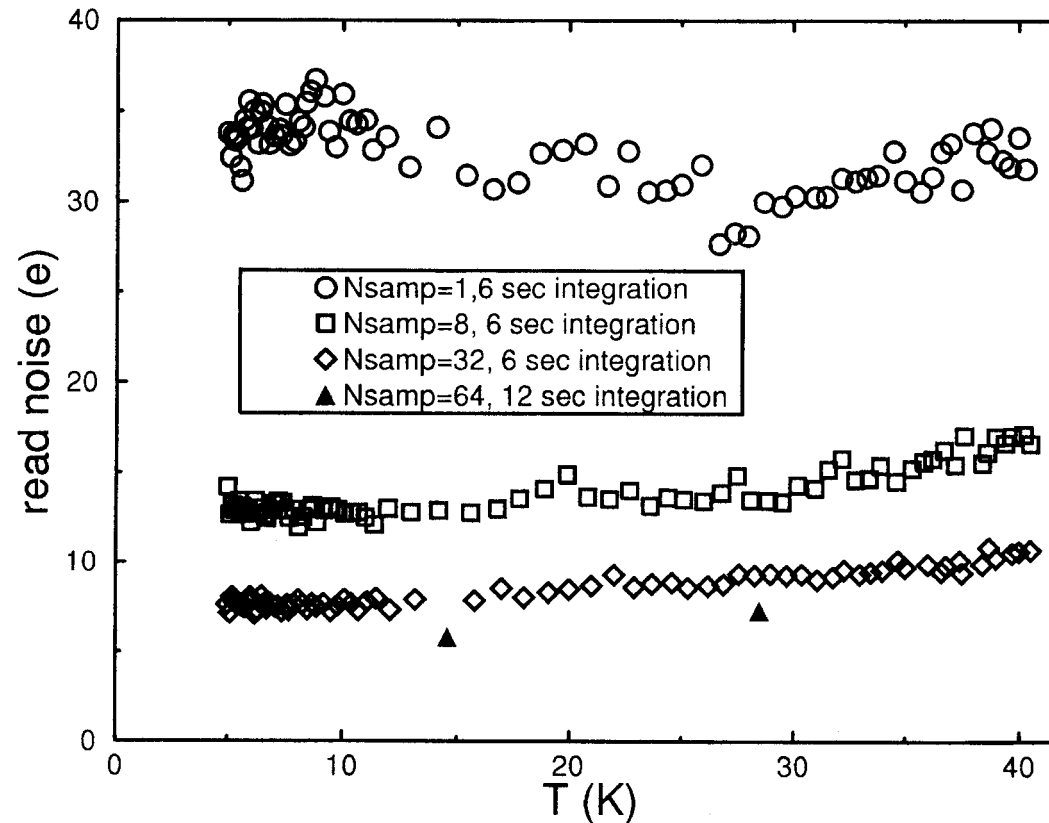 40
30
20
10
0
read noise (e)
Nsamp=1,6 sec integration
Nsamp=8, 6 sec integration
Nsamp=32, 6 sec integration
Nsamp=64, 12 sec integration
0 10 20 30 40
T (K)